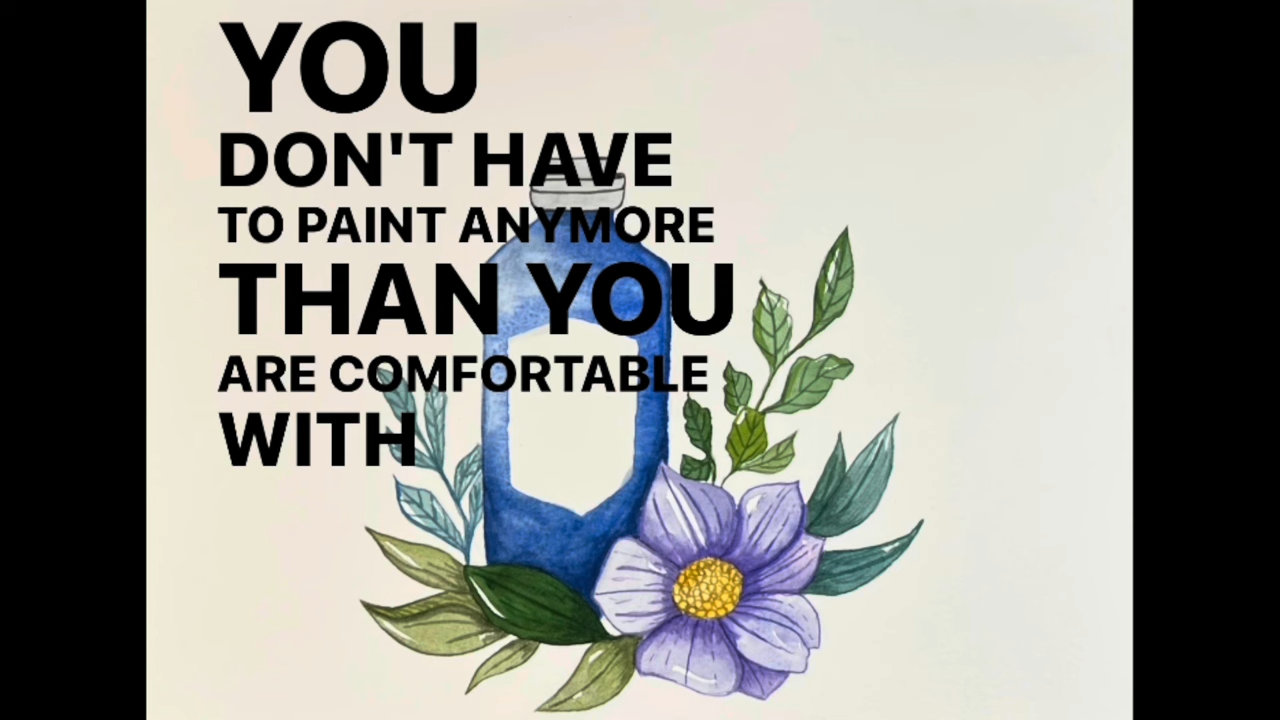 YOU
DON'T HAVE
TO PAINT ANYMORE
THAN YOU
ARE COMFORTABLE
WITH